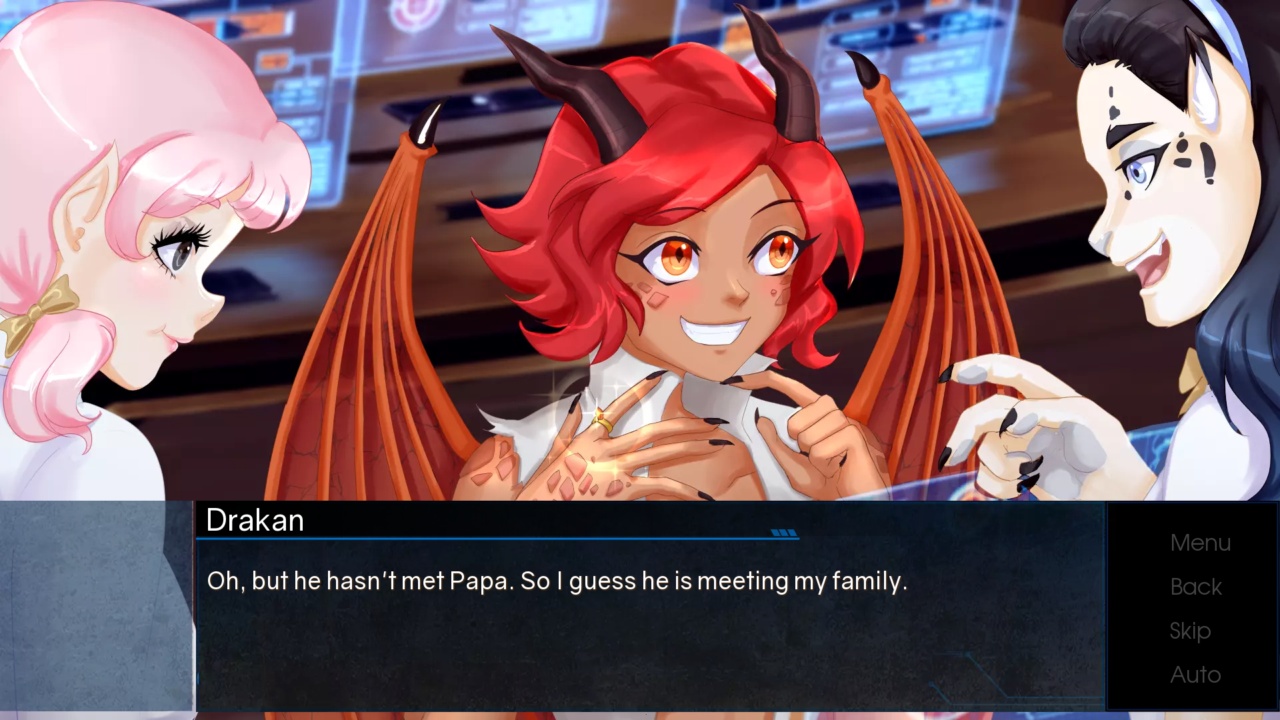 Drakan
Oh, but he hasn't met Papa. So I guess he is meeting my family.
Menu
Back
Skip
Auto